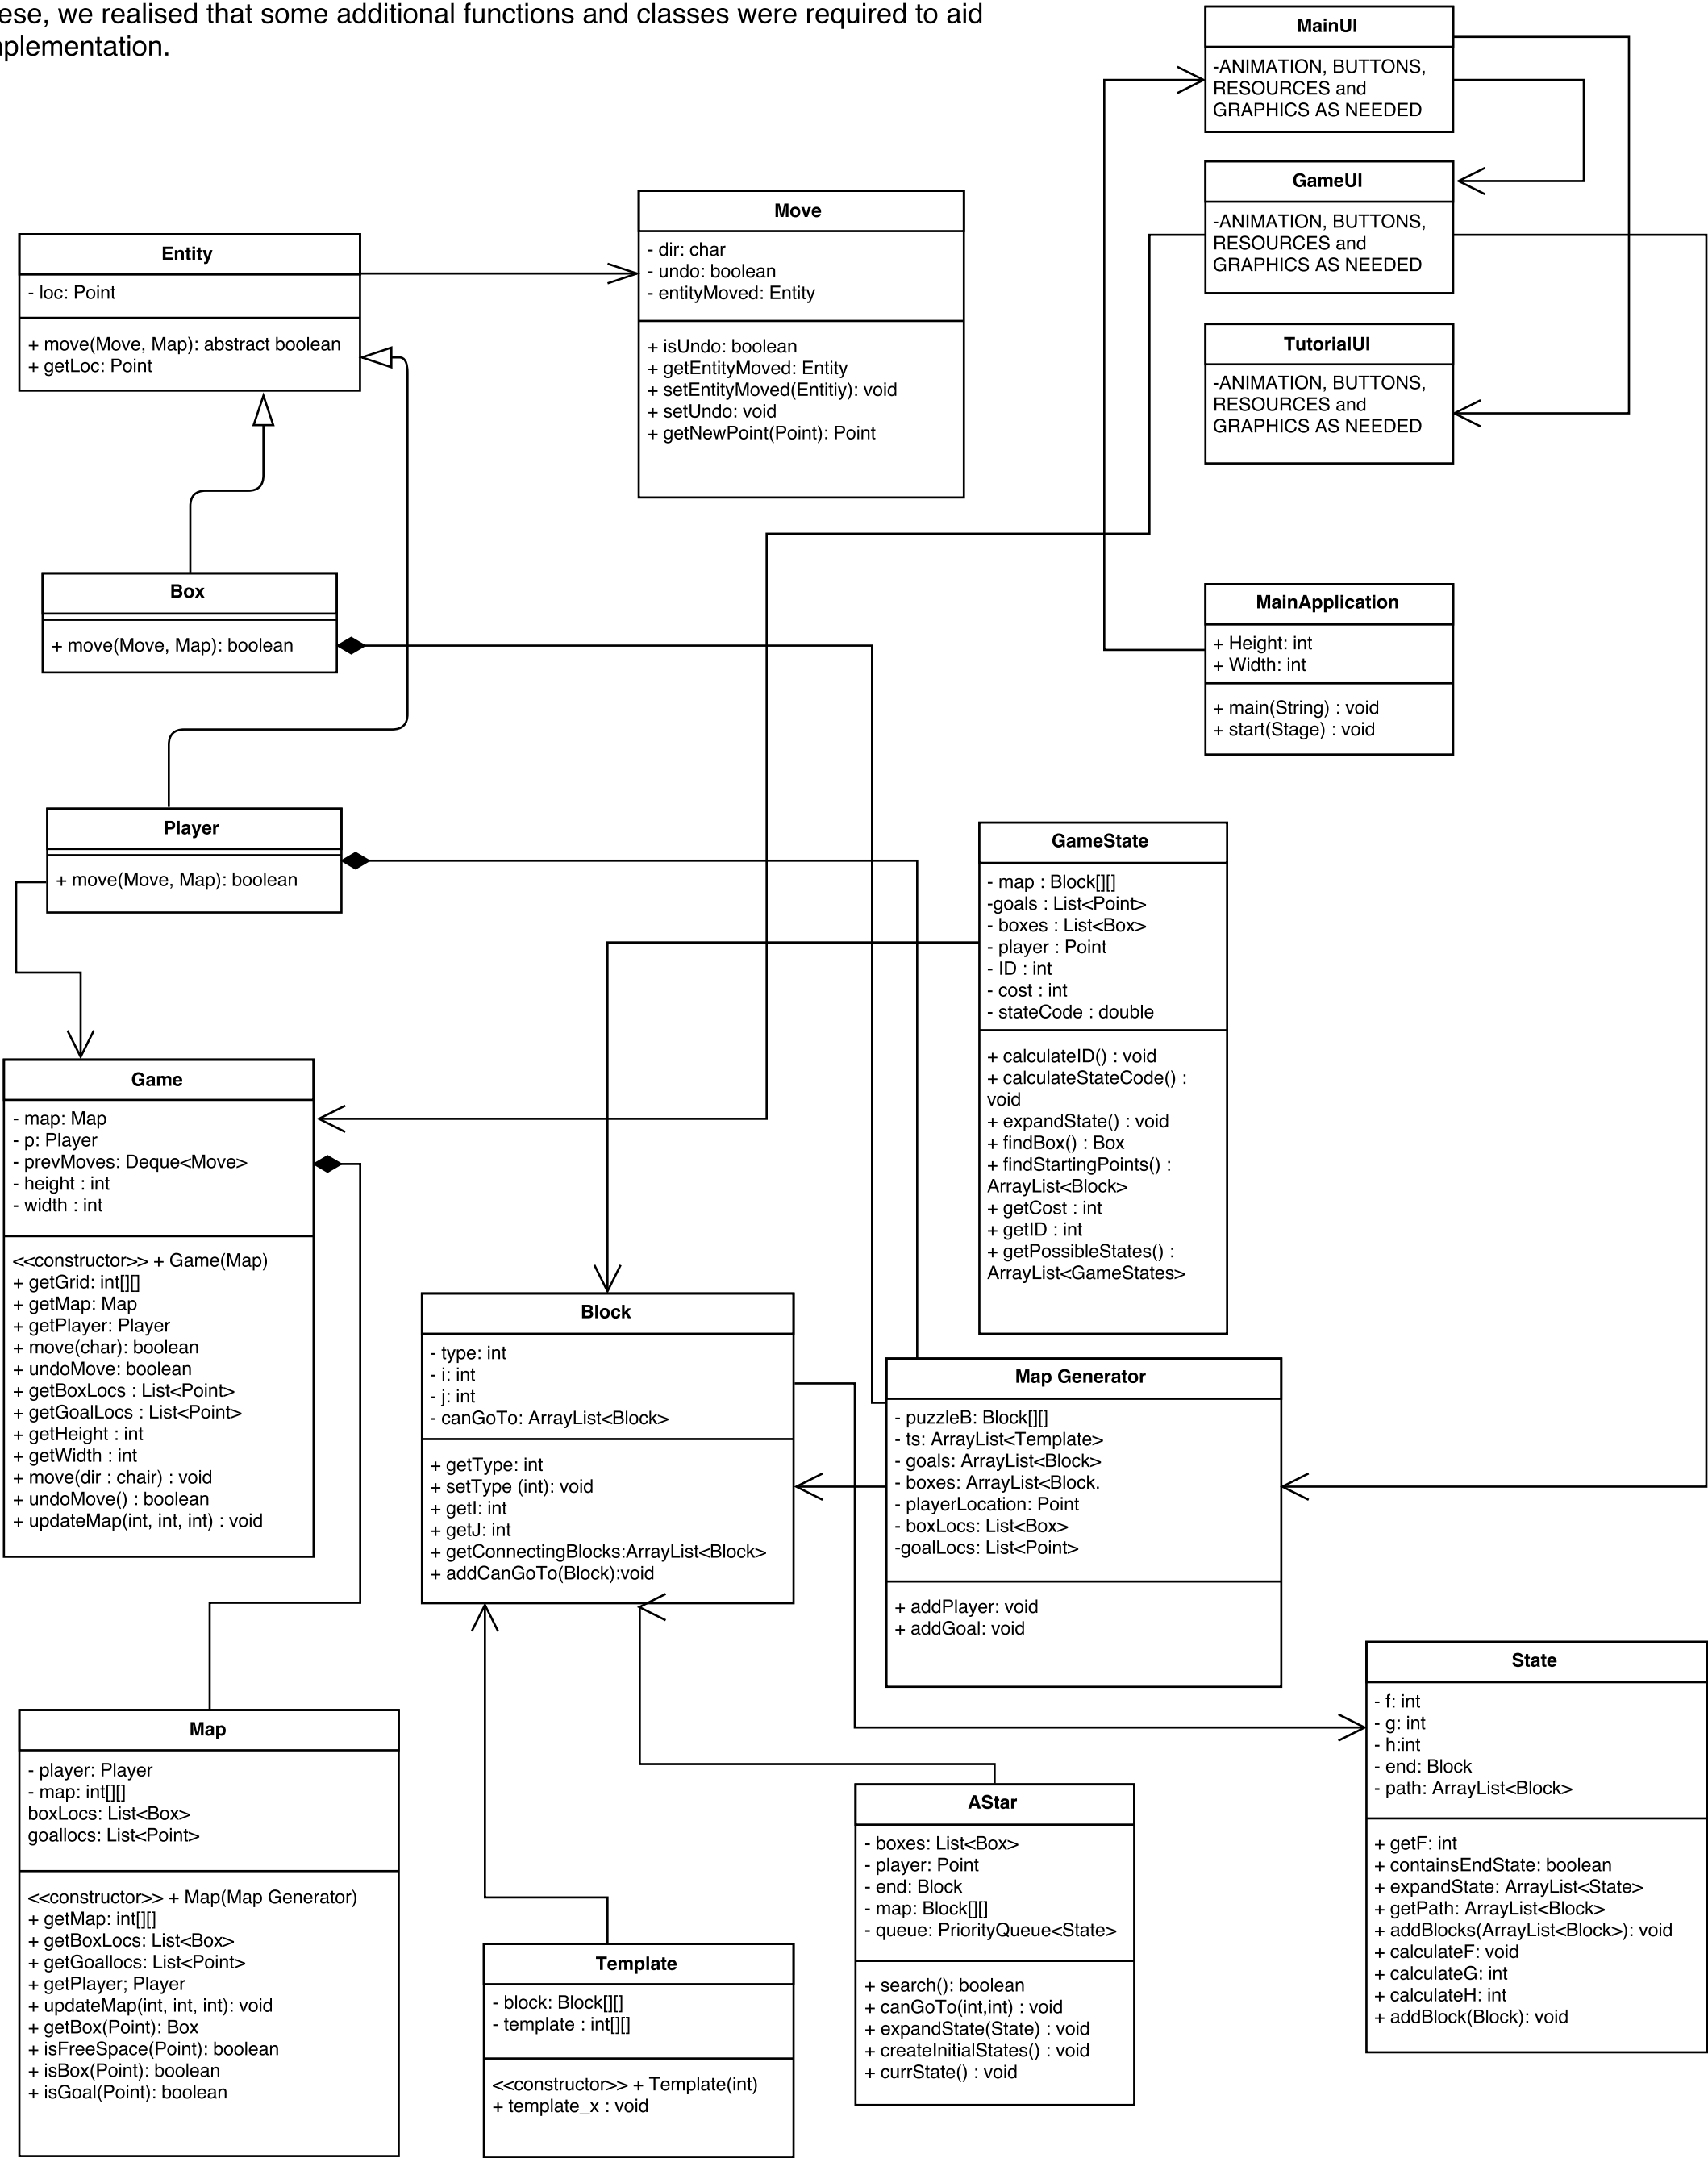 ese, we realised that some additional functions and classes were required to aid
nplementation.
MainUI
-ANIMATION, BUTTONS,
RESOURCES and
GRAPHICS AS NEEDED
GameUI
-ANIMATION, BUTTONS,
RESOURCES and
GRAPHICS AS NEEDED
TutorialUI
-ANIMATION, BUTTONS,
RESOURCES and
GRAPHICS AS NEEDED
Move
- dir: char
- undo: boolean
- entityMoved: Entity
+ isUndo: boolean
+ getEntityMoved: Entity
+ setEntityMoved(Entitiy): void
+ setUndo: void
+ getNewPoint(Point): Point
Entity
- loc: Point
+ move(Move, Map): abstract boolean
+ getLoc: Point
Box
+ move(Move, Map): boolean
MainApplication
+ Height: int
+ Width: int
+ main(String) : void
+ start(Stage) : void
Player
+ move(Move, Map): boolean
GameState
- map : Block[][]
-goals : List<Point>
- boxes : List<Box>
- player : Point
- ID : int
- cost : int
- stateCode : double
+ calculateID() : void
+ calculateStateCode() :
void
+ expandState() : void
+ findBox() : Box
+ findStartingPoints() :
ArrayList<Block>
+ getCost : int
+ getID : int
+ getPossibleStates() :
ArrayList<GameStates>
Game
- map: Map
- p: Player
- prevMoves: Deque<Move>
- height : int
- width : int
<<constructor>> + Game(Map)
+ getGrid: int[][]
+ getMap: Map
+ getPlayer: Player
+ move(char): boolean
+ undoMove: boolean
+ getBoxLocs : List<Point>
+ getGoalLocs : List<Point>
+ getHeight : int
+ getWidth : int
+ move(dir : chair) : void
+ undoMove() : boolean
+ updateMap(int, int, int) : void
Block
- type: int
- i: int
- j: int
- canGoTo: ArrayList<Block>
+ getType: int
+ setType (int): void
+ getI: int
+ getJ: int
+ getConnectingBlocks:ArrayList<Block>
+ addCanGoTo(Block):void
Map Generator
- puzzleB: Block[][]
- ts: ArrayList<Template>
- goals: ArrayList<Block>
- boxes: ArrayList<Block.
- playerLocation: Point
- boxLocs: List<Box>
-goalLocs: List<Point>
+ addPlayer: void
+ addGoal: void
State
- f: int
- g: int
- h:int
- end: Block
- path: ArrayList<Block>
+ getF: int
+ containsEndState: boolean
+ expandState: ArrayList<State>
+ getPath: ArrayList<Block>
+ addBlocks(ArrayList<Block>): void
+ calculateF: void
+ calculateG: int
+ calculateH: int
+ addBlock(Block): void
Map
- player: Player
- map: int[][]
boxLocs: List<Box>
goallocs: List<Point>
<<constructor>> + Map(Map Generator)
+ getMap: int[][]
+ getBoxLocs: List<Box>
+ getGoallocs: List<Point>
+ getPlayer; Player
+ updateMap(int, int, int): void
+ getBox(Point): Box
+ isFreeSpace(Point): boolean
+ isBox(Point): boolean
+ isGoal(Point): boolean
AStar
- boxes: List<Box>
- player: Point
- end: Block
- map: Block[][]
- queue: PriorityQueue<State>
+ search(): boolean
+ canGoTo(int,int) : void
+ expandState(State) : void
+ createInitialStates() : void
+ currState() : void
Template
- block: Block[][]
- template : int[][]
<<constructor>> + Template(int)
+ template_x : void